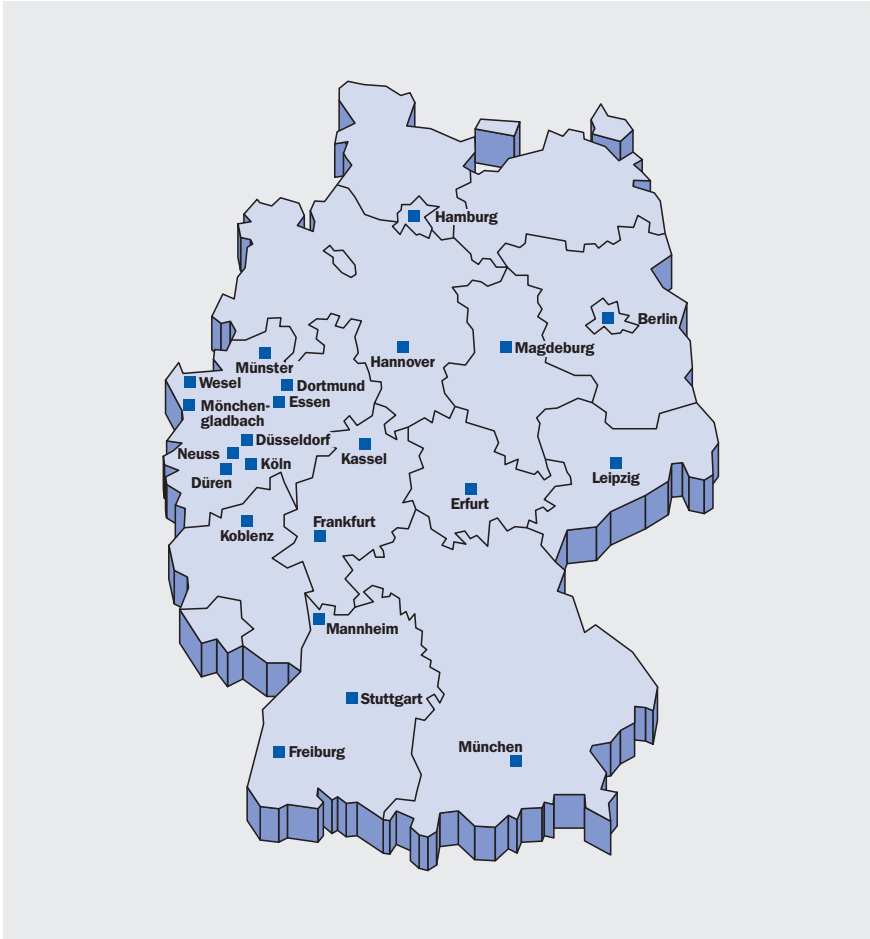 Hamburg
Berlin
Hannover
Magdeburg
Münster
Wesel
Dortmund
Essen
Mönchen-
gladbach
Düsseldorf
Neuss
Köln
Düren
Kassel
Leipzig
Erfurt
Koblenz
Frankfurt
Mannheim
Stuttgart
Freiburg
München